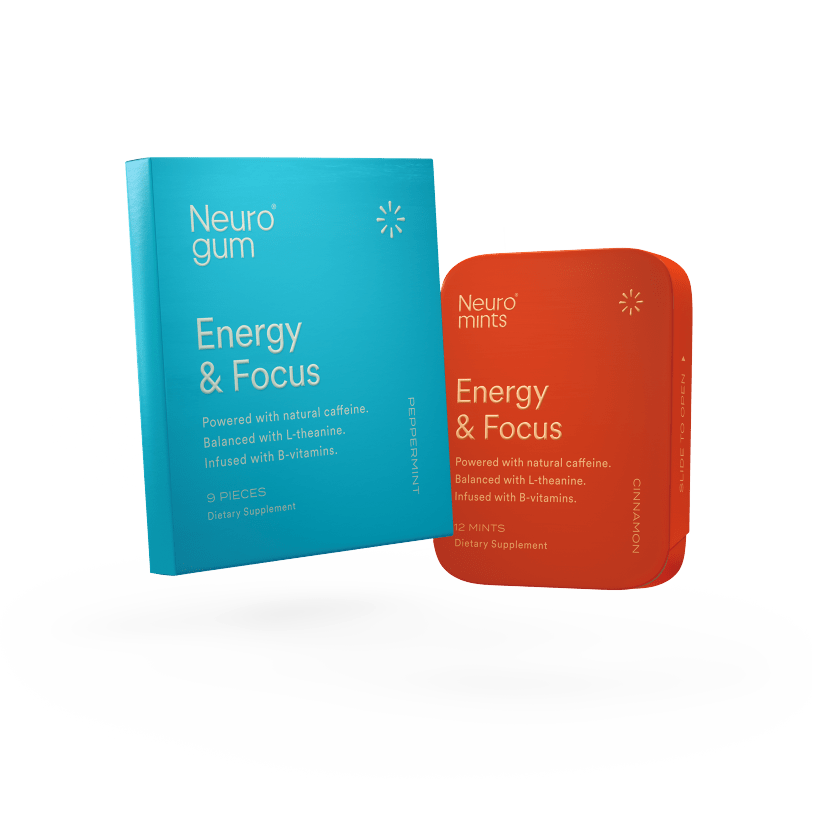 Neuro®
gum
Energy
& Focus
Powered with natural caffeine.
Balanced with L-theanine.
Infused with B-vitamins.
9 PIECES
Dietary Supplement
PEPPERMINT
Neuro®
mints
Energy
& Focus
Powered with natural caffeine.
Balanced with L-theanine.
Infused with B-vitamins.
12 MINTS
Dietary Supplement
CINNAMON
SLIDE TO OPEN